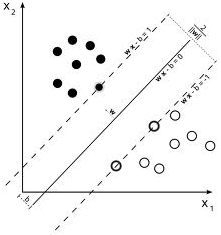 X₂
w x - b = 1
2
||w||
w x - b = 0
w x - b = -1
w
b
X₁